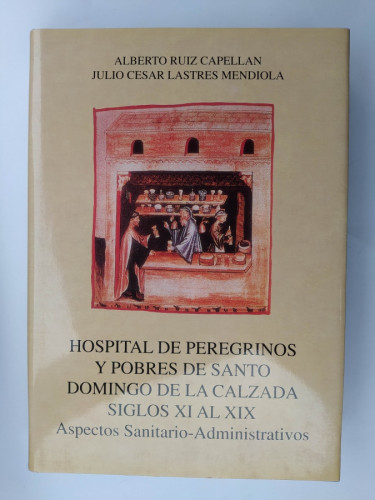 ALBERTO RUIZ CAPELLAN
JULIO CESAR LASTRES MENDIOLA
HOSPITAL DE PEREGRINOS
Y POBRES DE SANTO
DOMINGO DE LA CALZADA
SIGLOS XI AL XIX
Aspectos Sanitario-Administrativos